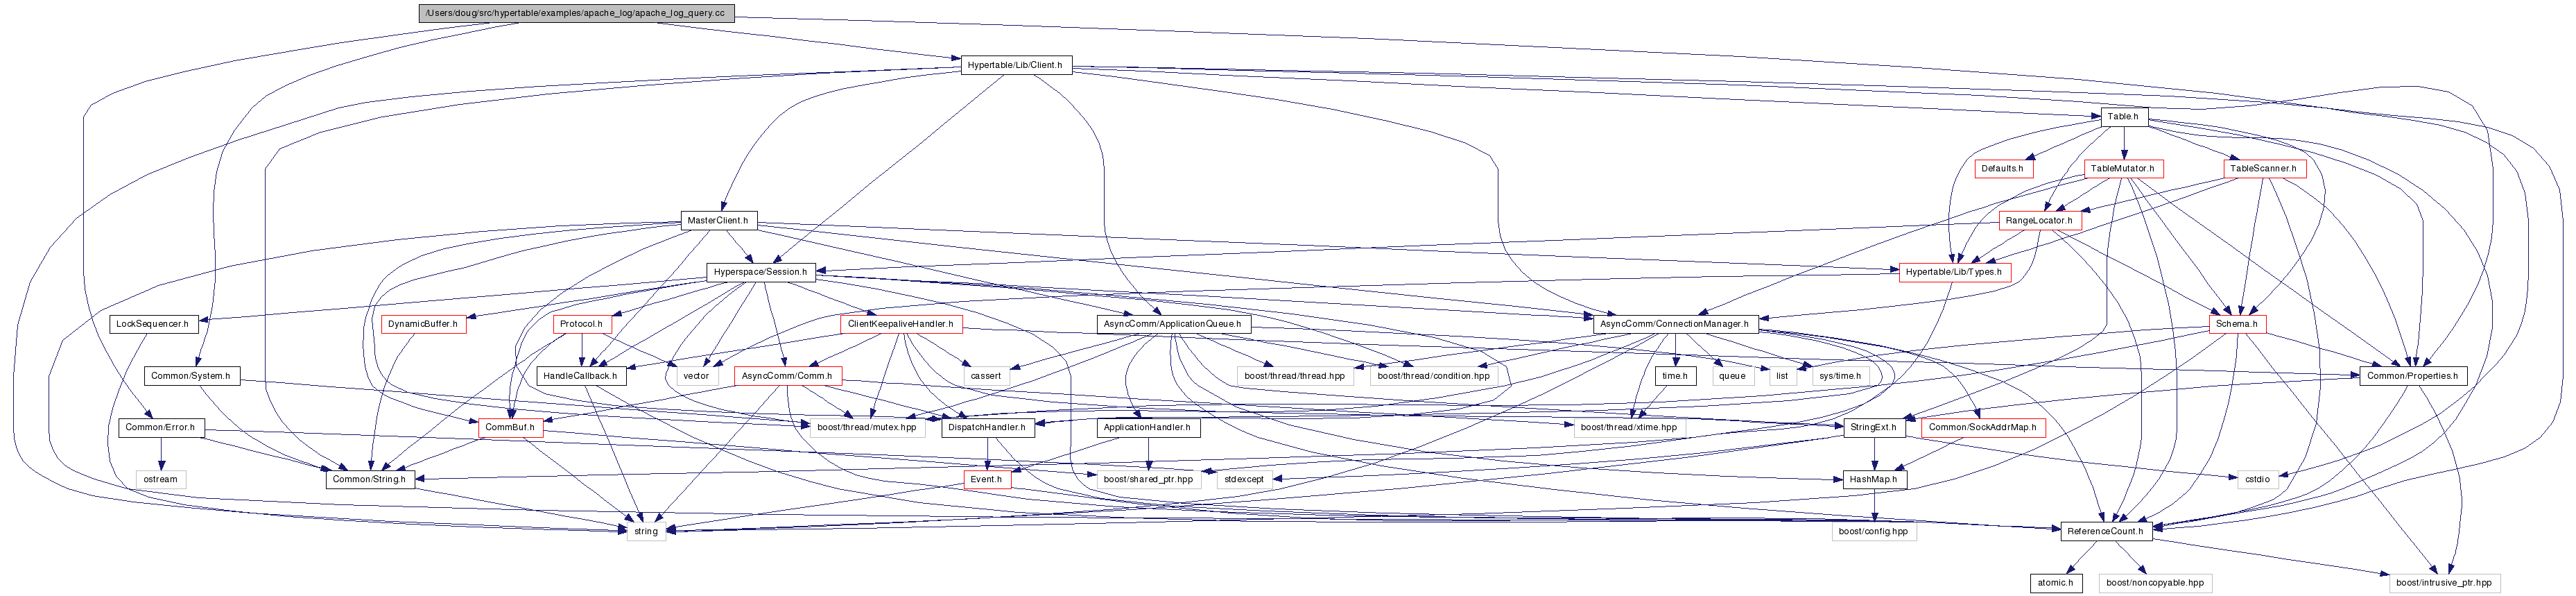 /Users/doug/src/hypertable/examples/apache_log/apache_log_query.cc
Hypertable/Lib/Client.h
Table.h
Defaults.h
TableMutator.h
TableScanner.h
MasterClient.h
RangeLocator.h
Hyperspace/Session.h
Hypertable/Lib/Types.h
LockSequencer.h
DynamicBuffer.h
Protocol.h
ClientKeepaliveHandler.h
AsyncComm/ApplicationQueue.h
AsyncComm/ConnectionManager.h
Schema.h
Common/System.h
HandleCallback.h
vector
AsyncComm/Comm.h
cassert
boost/thread/thread.hpp
boost/thread/condition.hpp
time.h
queue
list
sys/time.h
Common/Properties.h
Common/Error.h
CommBuf.h
boost/thread/mutex.hpp
DispatchHandler.h
ApplicationHandler.h
boost/thread/xtime.hpp
StringExt.h
Common/SockAddrMap.h
ostream
Common/String.h
Event.h
boost/shared_ptr.hpp
stdexcept
HashMap.h
cstdio
string
boost/config.hpp
ReferenceCount.h
atomic.h
boost/noncopyable.hpp
boost/intrusive_ptr.hpp